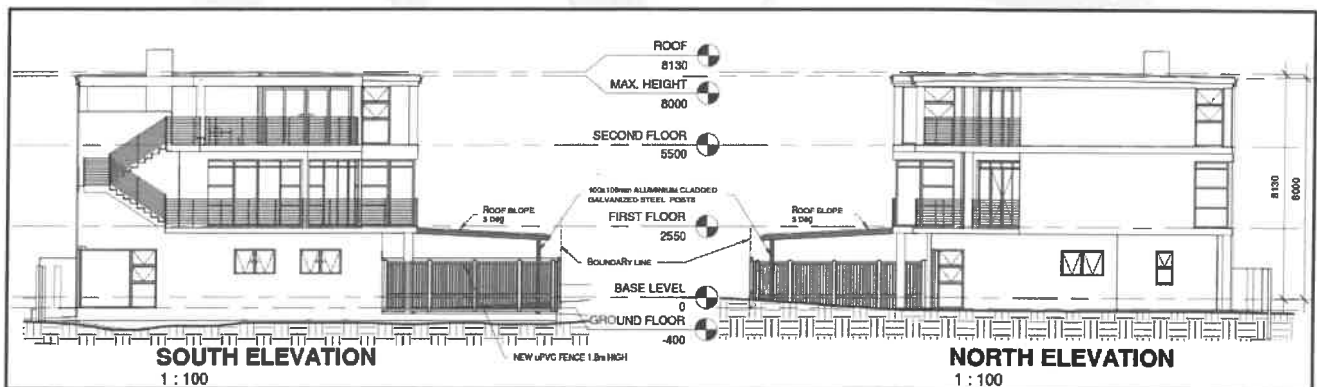 ROOF
8130
MAX. HEIGHT
8000
SECOND FLOOR
5500
100x100mm ALUMINIUM CLADDED
GALVANIZED STEEL POSTS
ROOF SLOPE
3 Deg
FIRST FLOOR
2550
ROOF SLOPE
3 Deg
BOUNDARY LINE
BASE LEVEL
0
GROUND FLOOR
-400
NEW uPVC FENCE 1.8m HIGH
8130
8000
SOUTH ELEVATION
1 : 100
NORTH ELEVATION
1 : 100